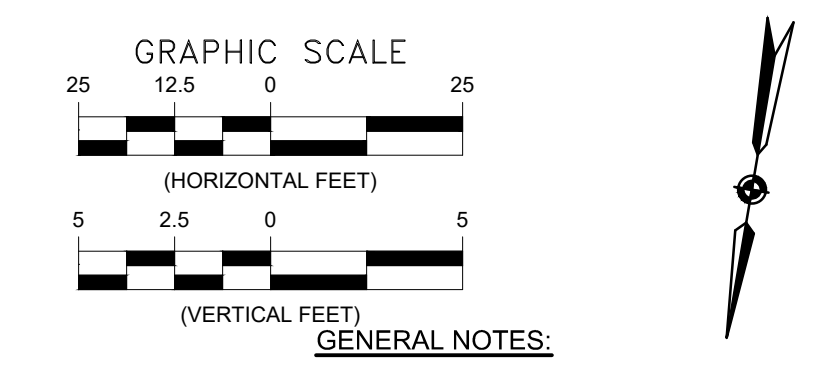 GRAPHIC SCALE
25 12.5 0 25
(HORIZONTAL FEET)
5 2.5 0 5
(VERTICAL FEET)
GENERAL NOTES: